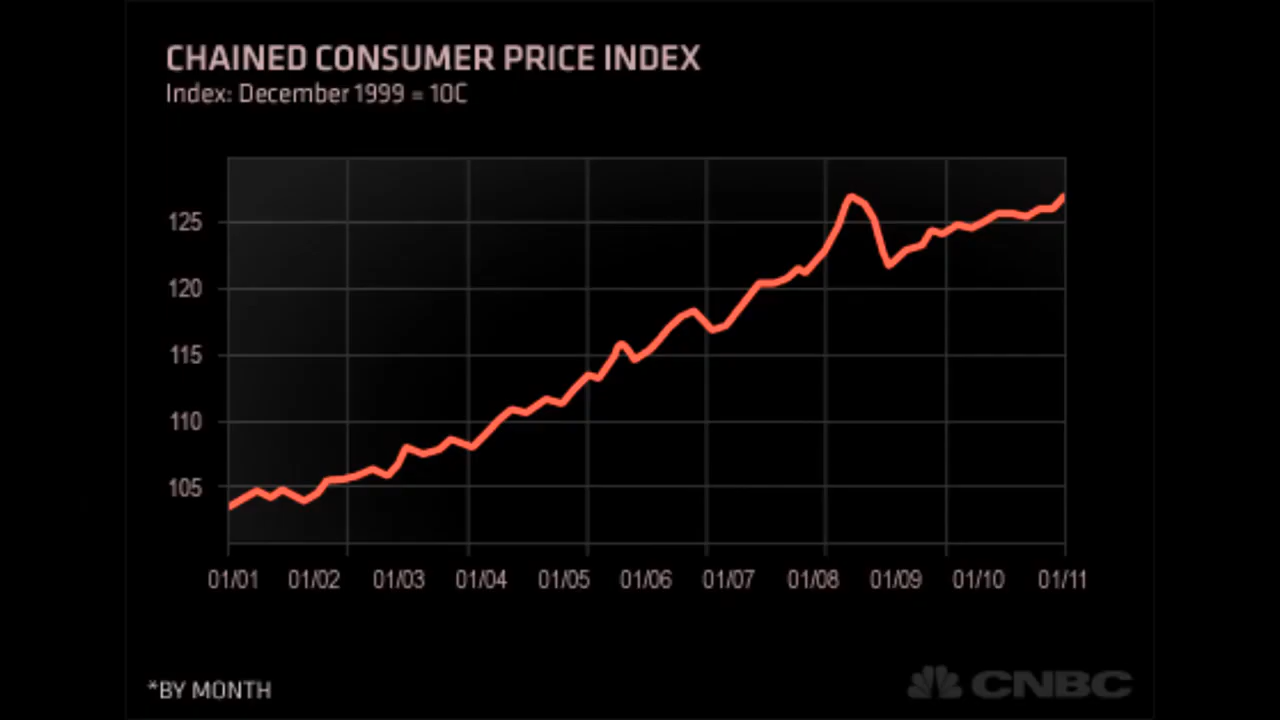 CHAINED CONSUMER PRICE INDEX
Index: December 1999 = 10C
125
120
115
110
105
01/01 01/02 01/03 01/04 01/05 01/06 01/07 01/08 01/09 01/10 01/11
*BY MONTH
CNBC